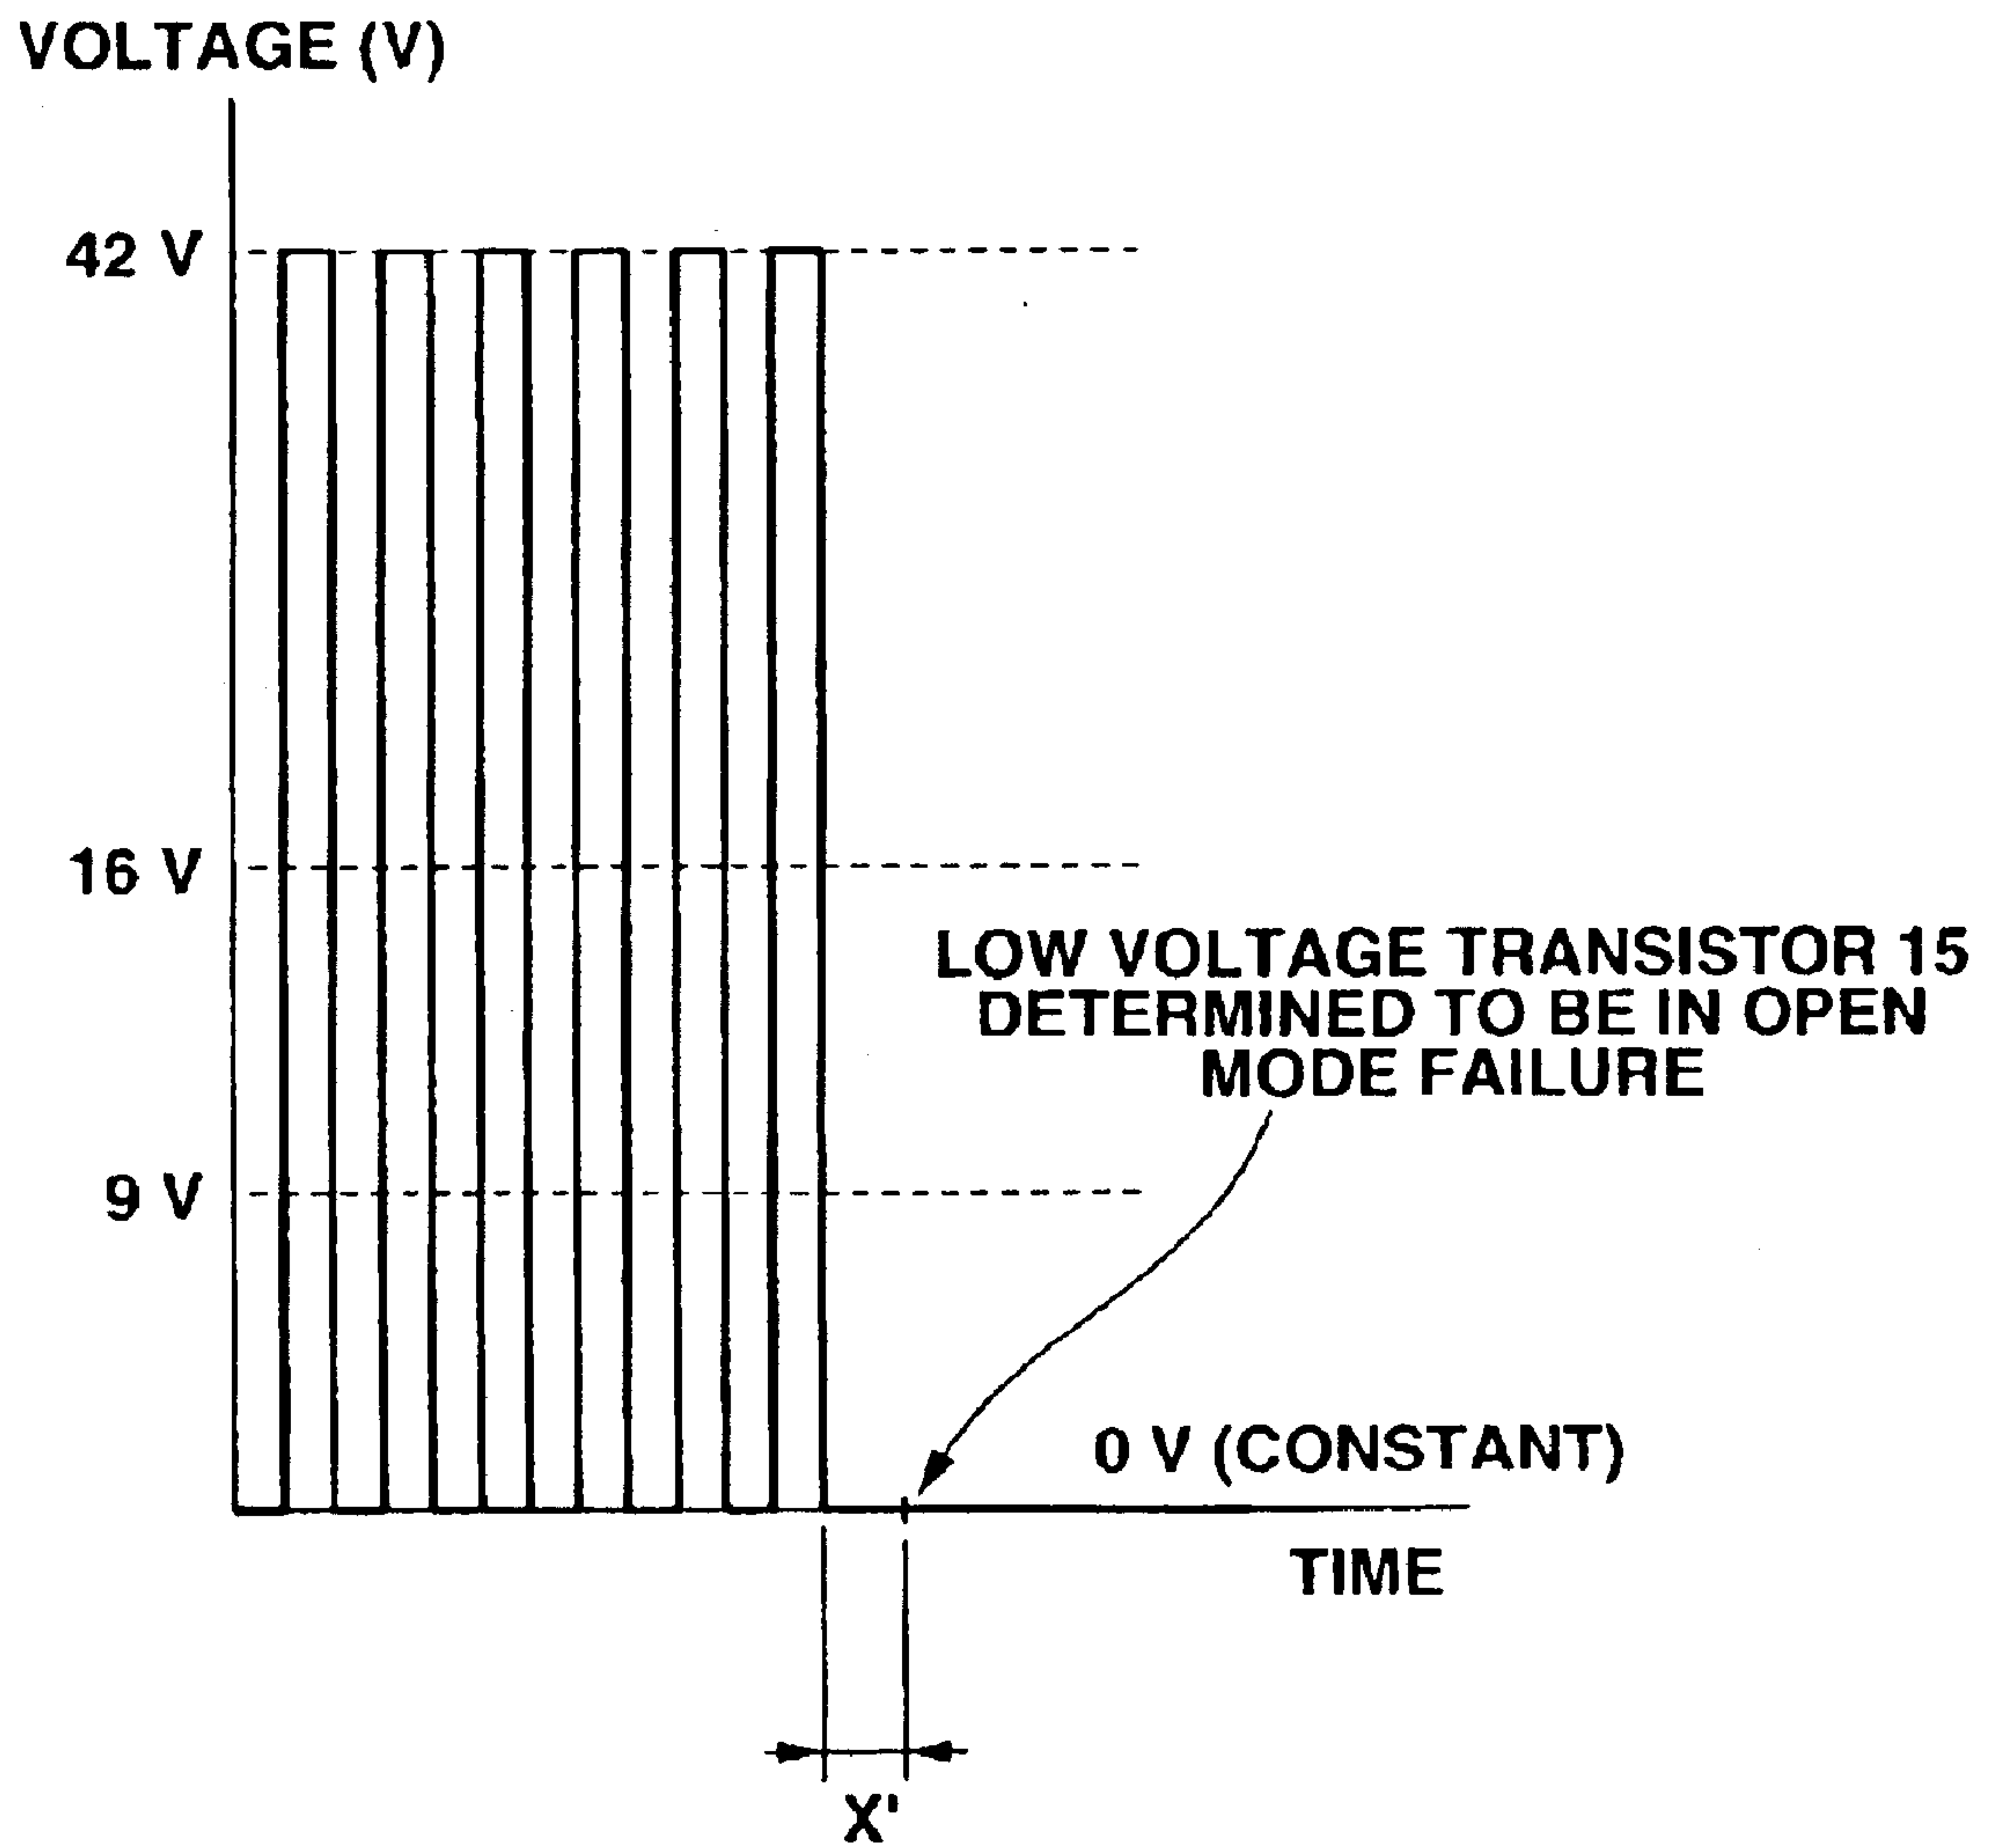 VOLTAGE (V)
42 V
16 V
LOW VOLTAGE TRANSISTOR 15
DETERMINED TO BE IN OPEN
MODE FAILURE
9 V
0 V (CONSTANT)
TIME
X'